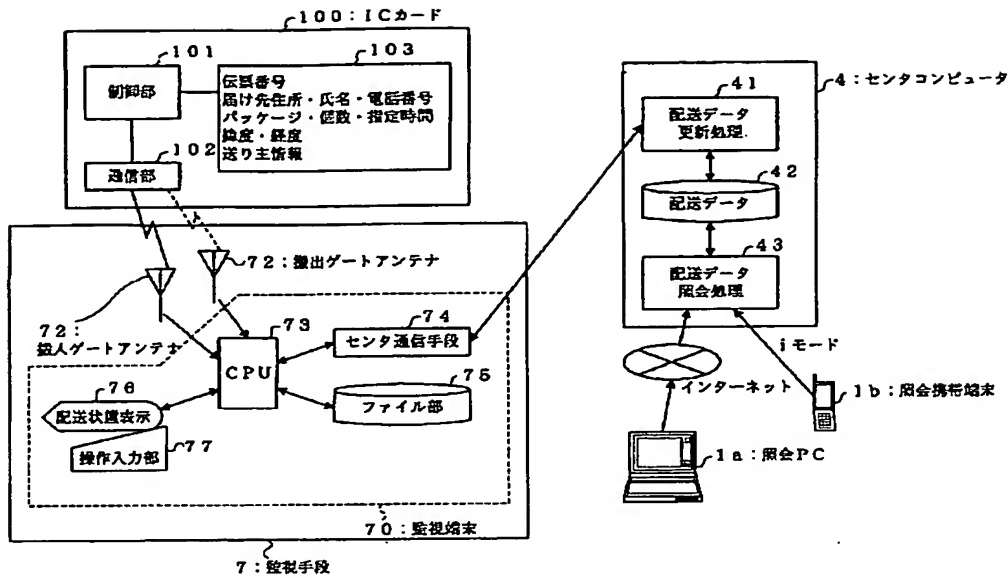 100：ICカード
101
制御部
103
伝票番号
届け先住所・氏名・電話番号
パッケージ・個数・指定時間
緯度・経度
送り主情報
102
通信部
72：搬出ゲートアンテナ
72：
搬入ゲートアンテナ
73
CPU
74
センタ通信手段
75
ファイル部
76
配送状態表示
77
操作入力部
70：監視端末
7：監視手段
4：センタコンピュータ
41
配送データ
更新処理
42
配送データ
43
配送データ
照会処理
iモード
インターネット
1b：照会携帯端末
1a：照会PC